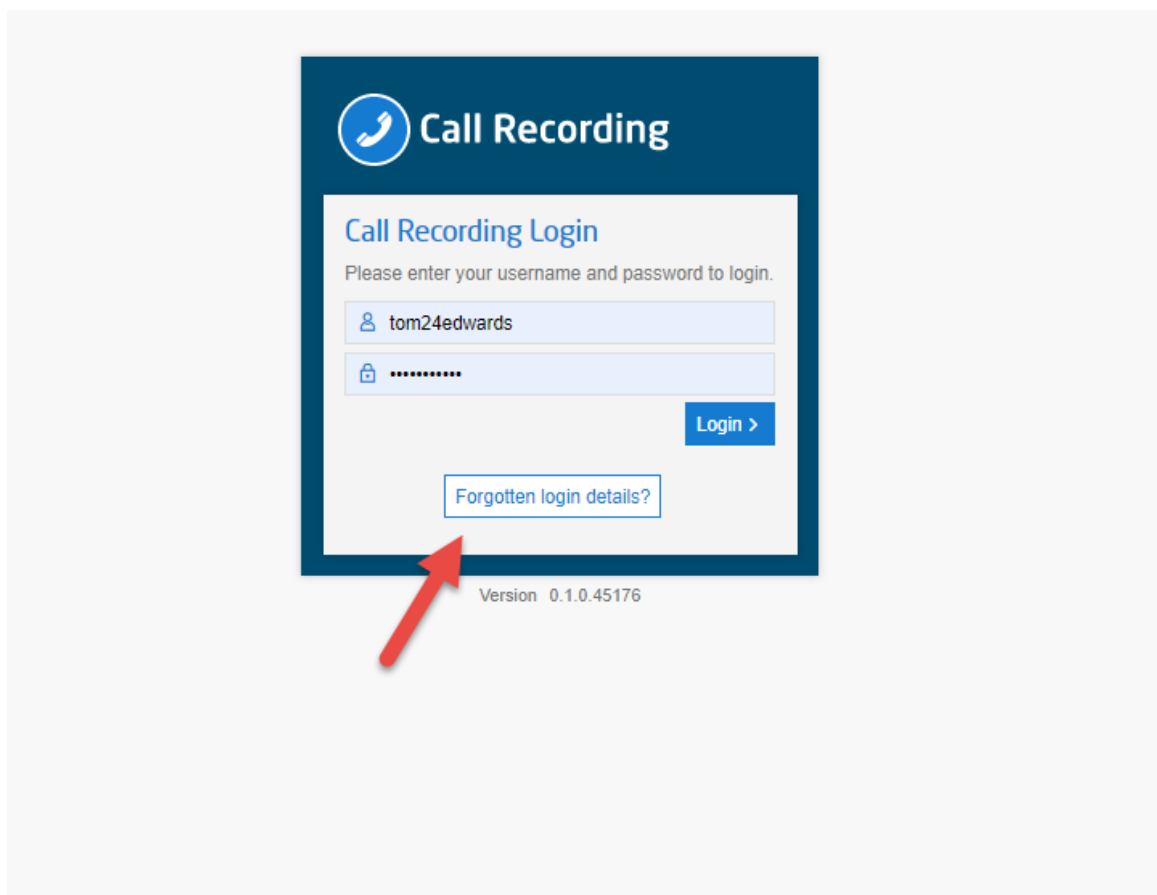 Call Recording
Call Recording Login
Please enter your username and password to login.
tom24edwards
•••••••••••
Login >
Forgotten login details?
Version 0.1.0.45176